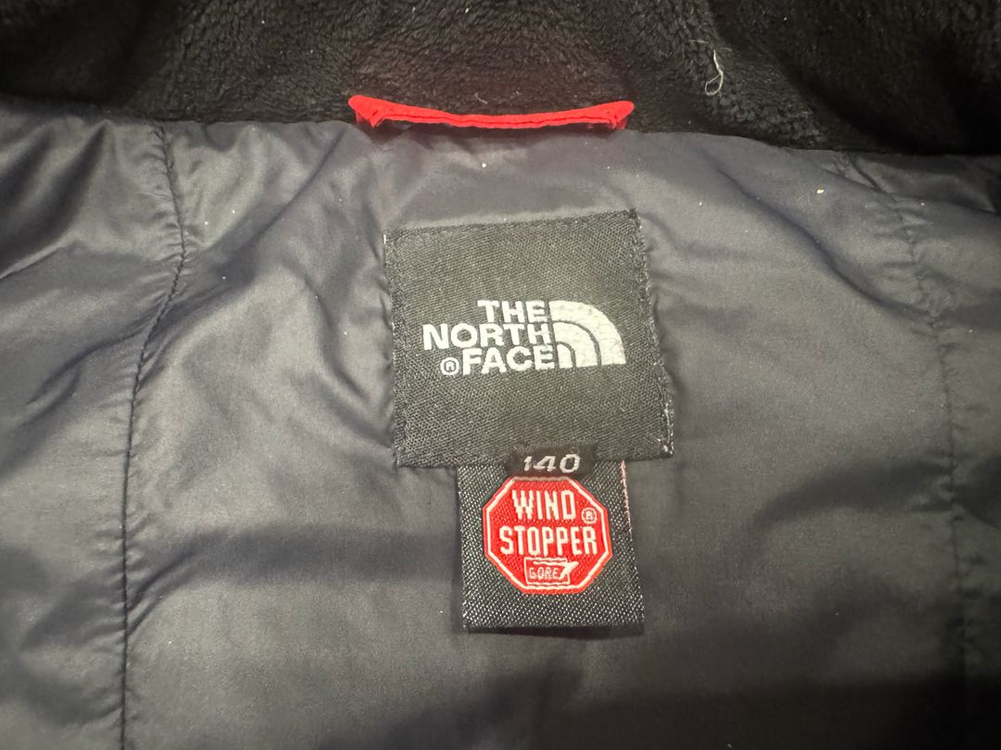 THE
NORTH
®FACE
140
WIND
STOPPER®
GORE